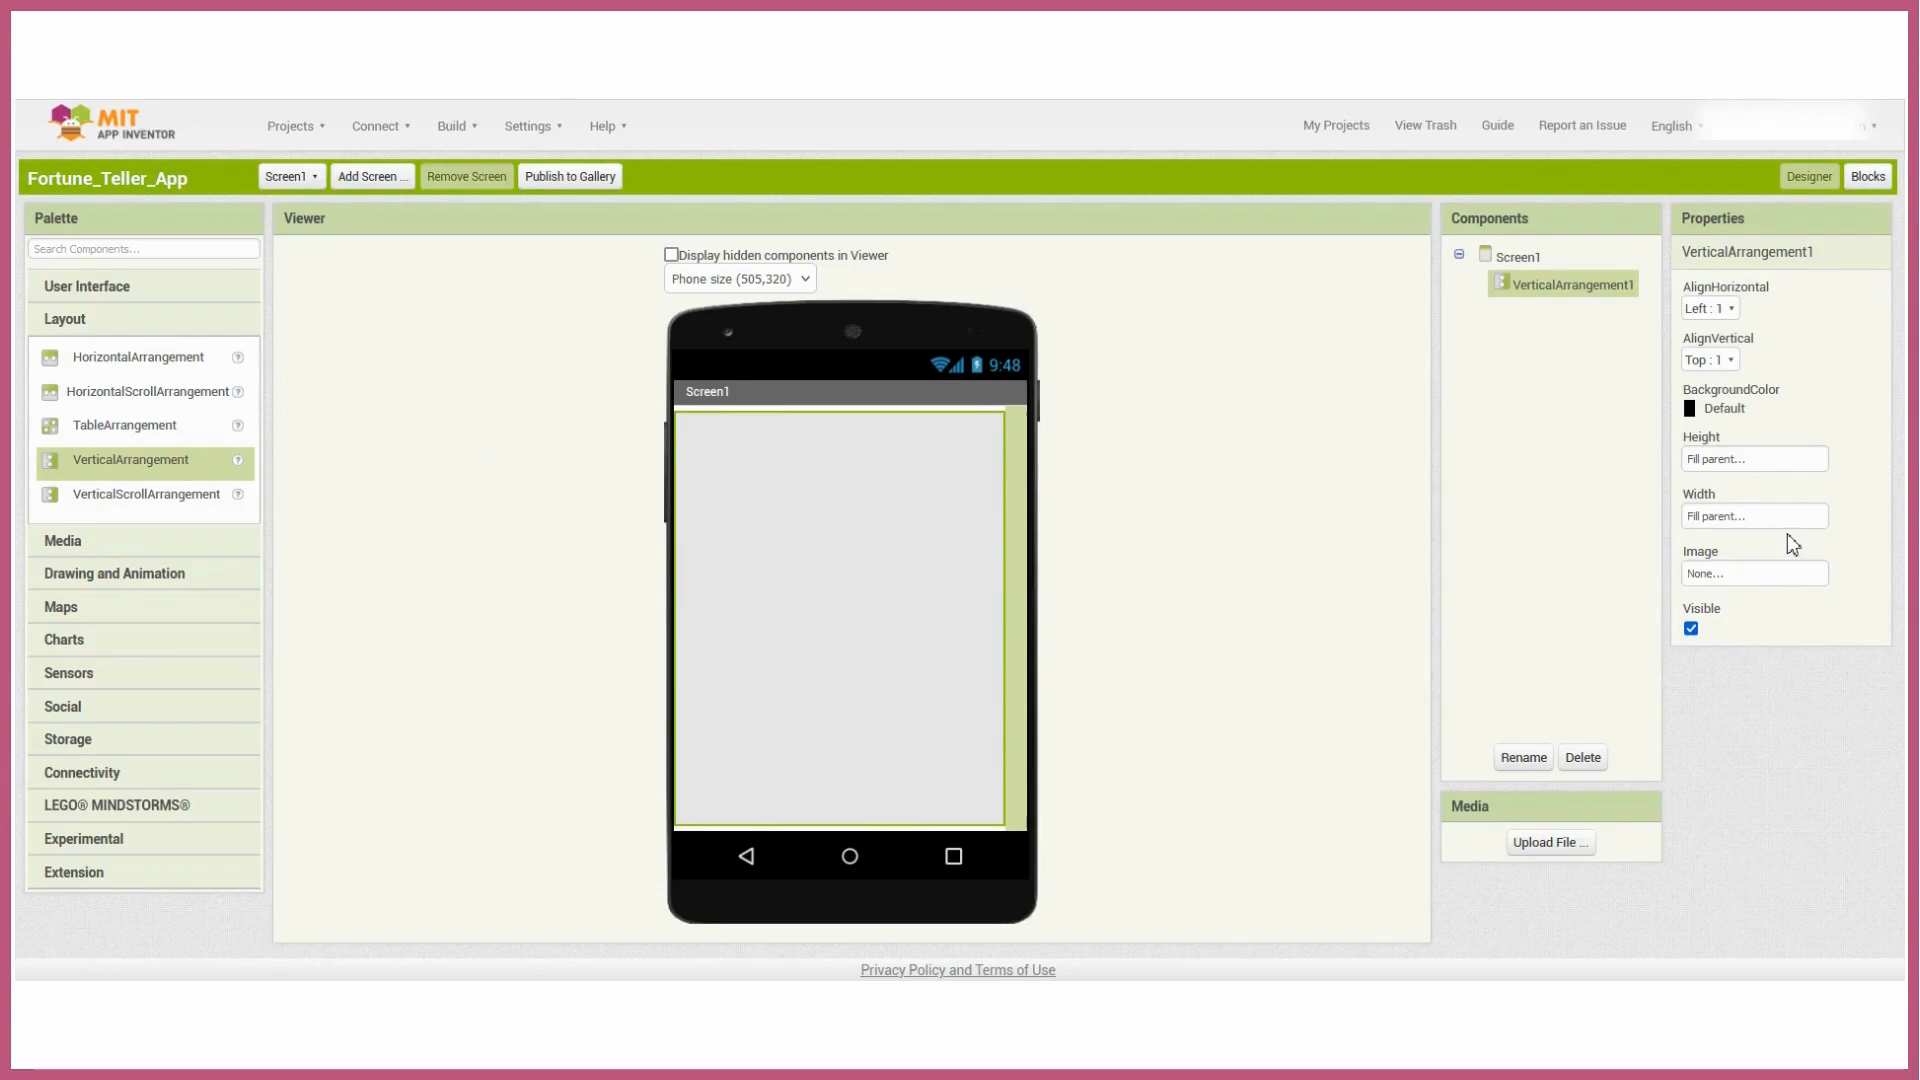 MIT
APP INVENTOR
Projects Connect Build Settings Help
My Projects View Trash Guide Report an Issue English
Fortune_Teller_App
Screen1 Add Screen ... Remove Screen Publish to Gallery
Designer Blocks
Palette
Search Components...
User Interface
Layout
HorizontalArrangement ?
HorizontalScrollArrangement ?
TableArrangement ?
VerticalArrangement ?
VerticalScrollArrangement ?
Media
Drawing and Animation
Maps
Charts
Sensors
Social
Storage
Connectivity
LEGO® MINDSTORMS®
Experimental
Extension
Viewer
Display hidden components in Viewer
Phone size (505,320)
9:48
Screen1
Components
Screen1
VerticalArrangement1
Rename Delete
Media
Upload File ...
Properties
VerticalArrangement1
AlignHorizontal
Left : 1
AlignVertical
Top : 1
BackgroundColor
Default
Height
Fill parent...
Width
Fill parent...
Image
None...
Visible
Privacy Policy and Terms of Use